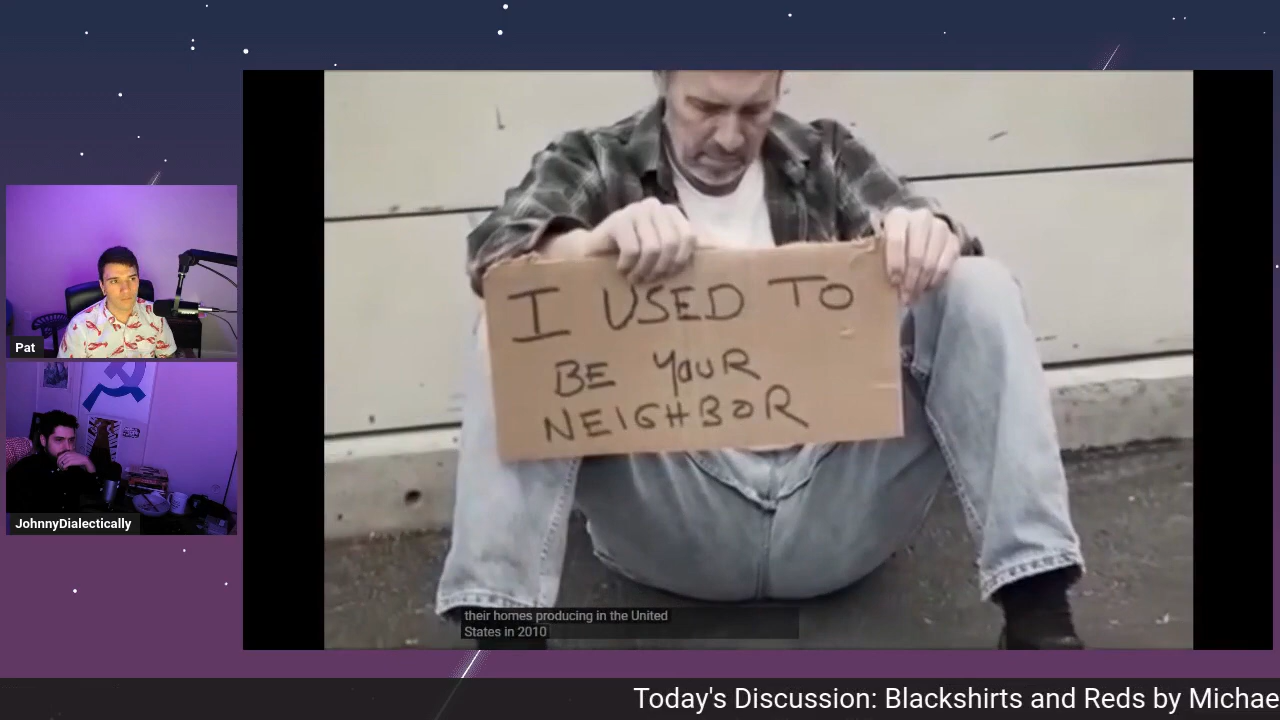 I USED TO
BE YOUR
NEIGHBOR
Pat
JohnnyDialectically
their homes producing in the United
States in 2010
Today's Discussion: Blackshirts and Reds by Michae